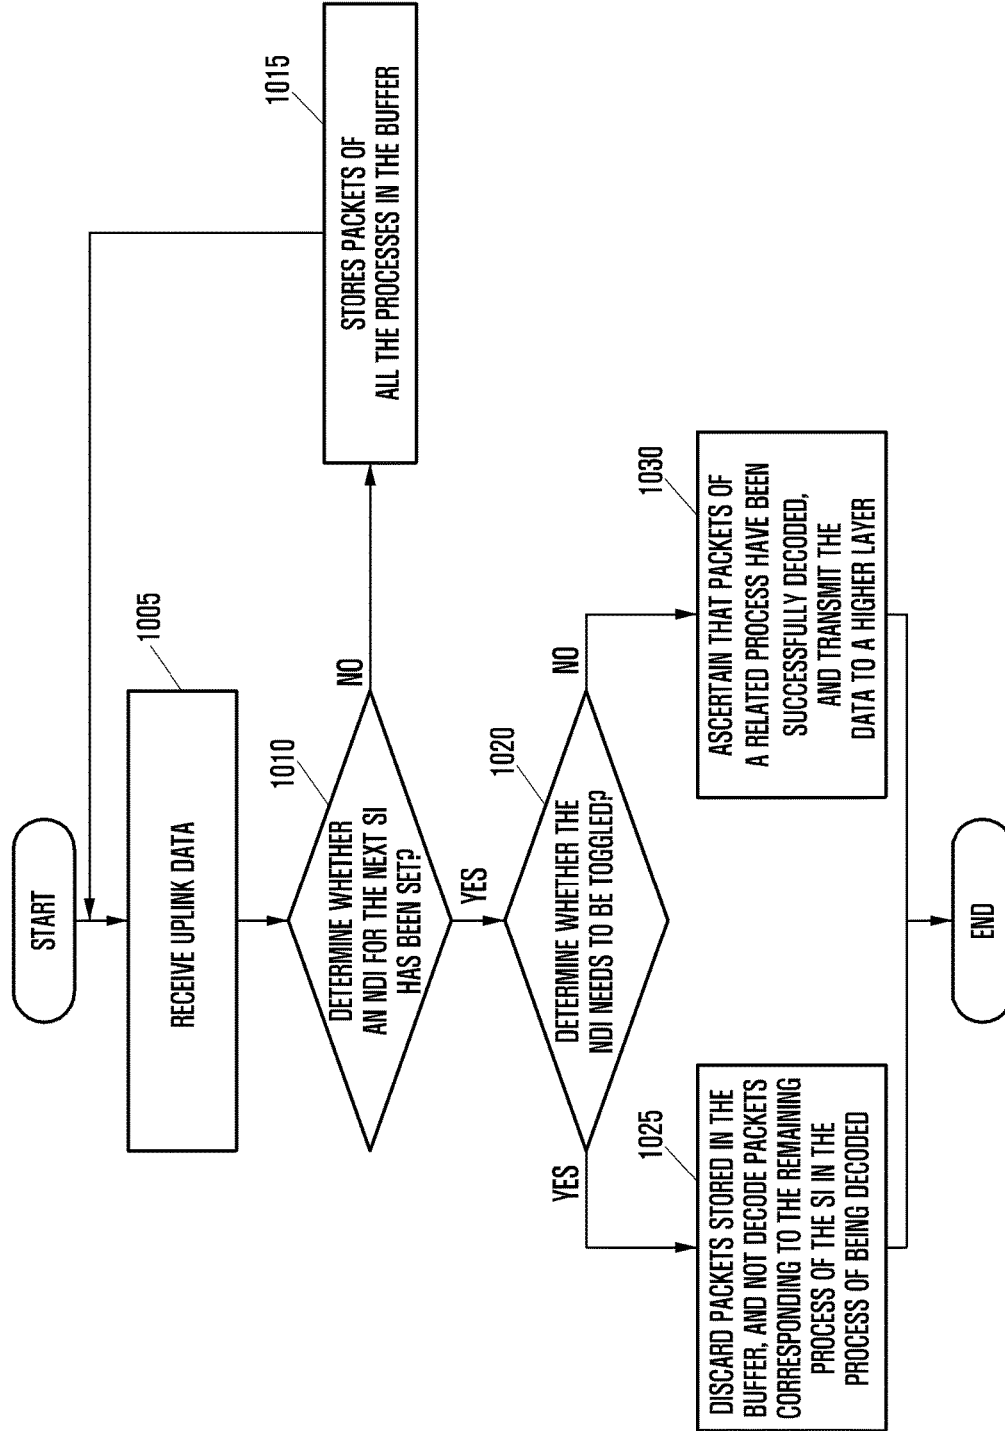 START
1005
RECEIVE UPLINK DATA
1010
DETERMINE WHETHER
AN NDI FOR THE NEXT SI
HAS BEEN SET?
NO
1015
STORES PACKETS OF
ALL THE PROCESSES IN THE BUFFER
YES
1020
DETERMINE WHETHER THE
NDI NEEDS TO BE TOGGLED?
YES
NO
1025
DISCARD PACKETS STORED IN THE
BUFFER, AND NOT DECODE PACKETS
CORRESPONDING TO THE REMAINING
PROCESS OF THE SI IN THE
PROCESS OF BEING DECODED
1030
ASCERTAIN THAT PACKETS OF
A RELATED PROCESS HAVE BEEN
SUCCESSFULLY DECODED,
AND TRANSMIT THE
DATA TO A HIGHER LAYER
END